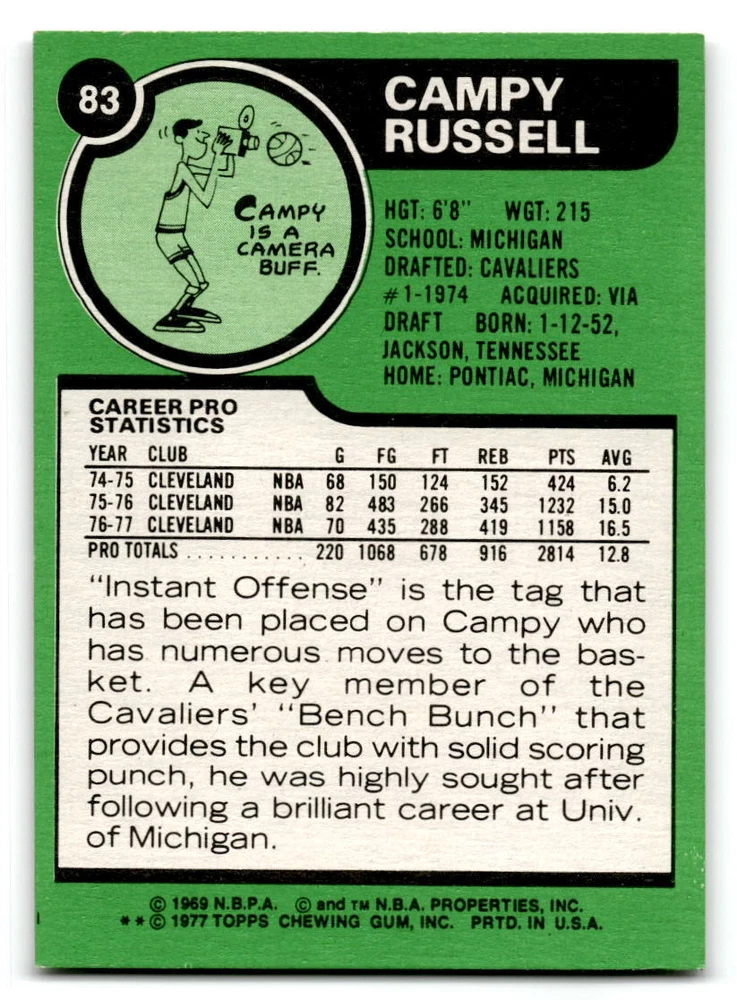 83
CAMPY
RUSSELL
CAMPY
IS A
CAMERA
BUFF.
HGT: 6'8" WGT: 215
SCHOOL: MICHIGAN
DRAFTED: CAVALIERS
#1-1974 ACQUIRED: VIA
DRAFT BORN: 1-12-52,
JACKSON, TENNESSEE
HOME: PONTIAC, MICHIGAN
CAREER PRO
STATISTICS
YEAR CLUB G FG FT REB PTS AVG
74-75 CLEVELAND NBA 68 150 124 152 424 6.2
75-76 CLEVELAND NBA 82 483 266 345 1232 15.0
76-77 CLEVELAND NBA 70 435 288 419 1158 16.5
PRO TOTALS ........... 220 1068 678 916 2814 12.8
"Instant Offense" is the tag that
has been placed on Campy who
has numerous moves to the bas-
ket. A key member of the
Cavaliers' "Bench Bunch" that
provides the club with solid scoring
punch, he was highly sought after
following a brilliant career at Univ.
of Michigan.
© 1969 N.B.P.A. © and TM N.B.A. PROPERTIES, INC.
**© 1977 TOPPS CHEWING GUM, INC. PRTD. IN U.S.A.